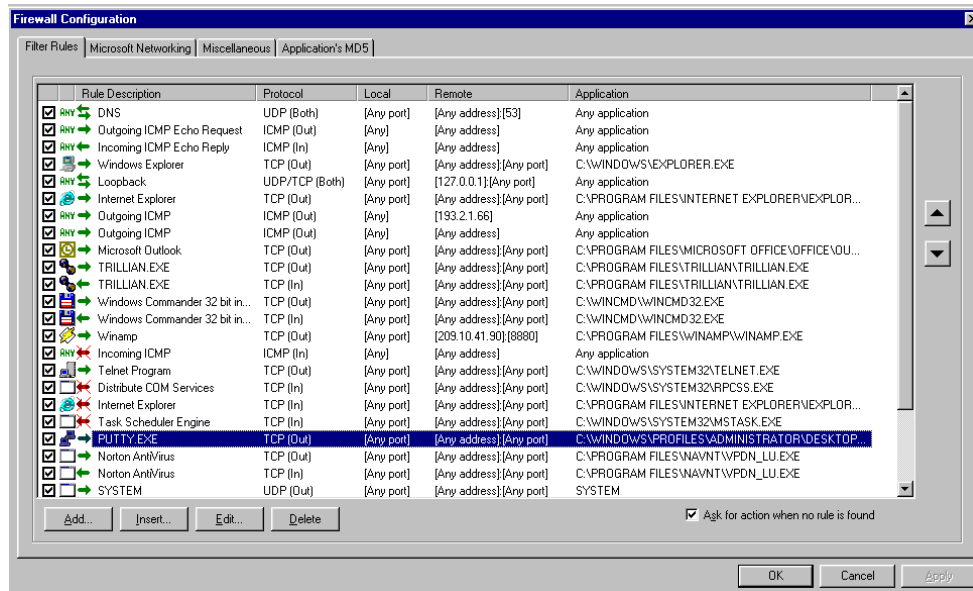 Firewall Configuration
Filter Rules Microsoft Networking Miscellaneous Application's MD5
Rule Description Protocol Local Remote Application
ANY DNS UDP (Both) [Any port] [Any address]:[53] Any application
ANY Outgoing ICMP Echo Request ICMP (Out) [Any] [Any address] Any application
ANY Incoming ICMP Echo Reply ICMP (In) [Any] [Any address] Any application
Windows Explorer TCP (Out) [Any port] [Any address]:[Any port] C:\WINDOWS\EXPLORER.EXE
ANY Loopback UDP/TCP (Both) [Any port] [127.0.0.1]:[Any port] Any application
Internet Explorer TCP (Out) [Any port] [Any address]:[Any port] C:\PROGRAM FILES\INTERNET EXPLORER\IEXPLOR...
ANY Outgoing ICMP ICMP (Out) [Any] [193.2.1.66] Any application
ANY Outgoing ICMP ICMP (Out) [Any] [Any address] Any application
Microsoft Outlook TCP (Out) [Any port] [Any address]:[Any port] C:\PROGRAM FILES\MICROSOFT OFFICE\OFFICE\OU...
TRILLIAN.EXE TCP (Out) [Any port] [Any address]:[Any port] C:\PROGRAM FILES\TRILLIAN\TRILLIAN.EXE
TRILLIAN.EXE TCP (In) [Any port] [Any address]:[Any port] C:\PROGRAM FILES\TRILLIAN\TRILLIAN.EXE
Windows Commander 32 bit in... TCP (Out) [Any port] [Any address]:[Any port] C:\WINCMD\WINCMD32.EXE
Windows Commander 32 bit in... TCP (In) [Any port] [Any address]:[Any port] C:\WINCMD\WINCMD32.EXE
Winamp TCP (Out) [Any port] [209.10.41.90]:[8880] C:\PROGRAM FILES\WINAMP\WINAMP.EXE
ANY Incoming ICMP ICMP (In) [Any] [Any address] Any application
Telnet Program TCP (Out) [Any port] [Any address]:[Any port] C:\WINDOWS\SYSTEM32\TELNET.EXE
Distribute COM Services TCP (In) [Any port] [Any address]:[Any port] C:\WINDOWS\SYSTEM32\RPCSS.EXE
Internet Explorer TCP (In) [Any port] [Any address]:[Any port] C:\PROGRAM FILES\INTERNET EXPLORER\IEXPLOR...
Task Scheduler Engine TCP (In) [Any port] [Any address]:[Any port] C:\WINDOWS\SYSTEM32\MSTASK.EXE
PUTTY.EXE TCP (Out) [Any port] [Any address]:[Any port] C:\WINDOWS\PROFILES\ADMINISTRATOR\DESKTOP...
Norton AntiVirus TCP (Out) [Any port] [Any address]:[Any port] C:\PROGRAM FILES\NAVNT\VPDN_LU.EXE
Norton AntiVirus TCP (In) [Any port] [Any address]:[Any port] C:\PROGRAM FILES\NAVNT\VPDN_LU.EXE
SYSTEM UDP (Out) [Any port] [Any address]:[Any port] SYSTEM
Add... Insert... Edit... Delete Ask for action when no rule is found
OK Cancel Apply